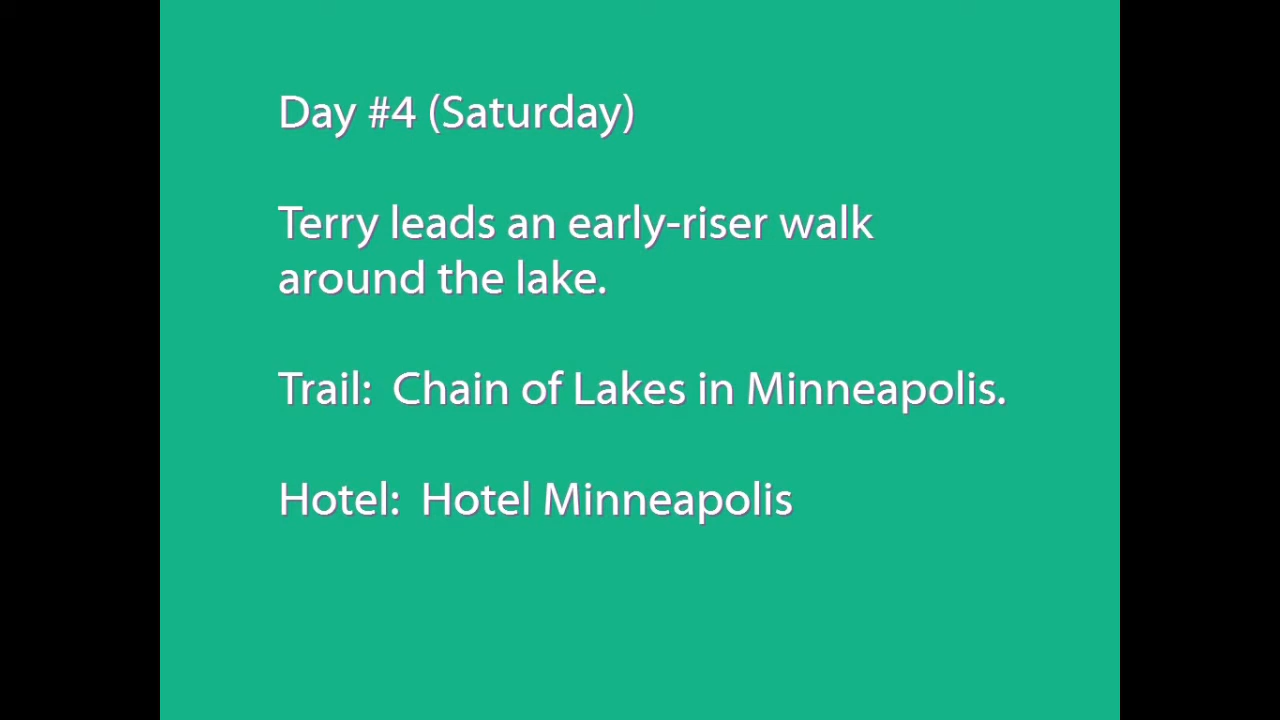 Day #4 (Saturday)
Terry leads an early-riser walk
around the lake.
Trail:  Chain of Lakes in Minneapolis.
Hotel:  Hotel Minneapolis